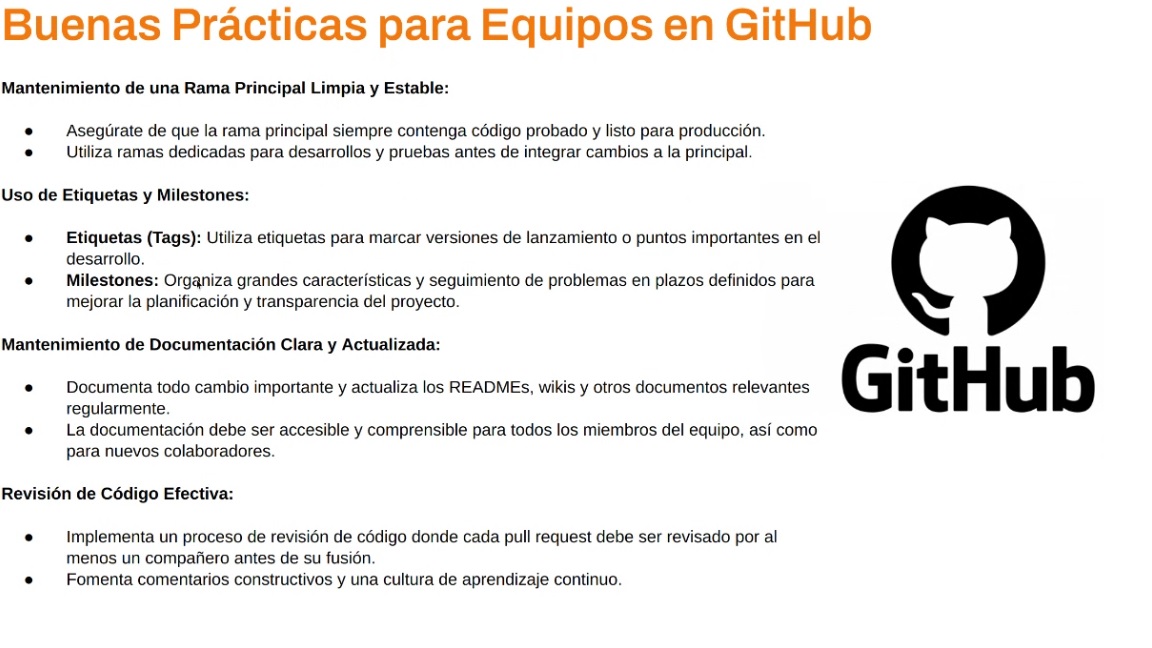 Buenas Prácticas para Equipos en GitHub
Mantenimiento de una Rama Principal Limpia y Estable:
● Asegúrate de que la rama principal siempre contenga código probado y listo para producción.
● Utiliza ramas dedicadas para desarrollos y pruebas antes de integrar cambios a la principal.
Uso de Etiquetas y Milestones:
● Etiquetas (Tags): Utiliza etiquetas para marcar versiones de lanzamiento o puntos importantes en el
desarrollo.
● Milestones: Organiza grandes características y seguimiento de problemas en plazos definidos para
mejorar la planificación y transparencia del proyecto.
Mantenimiento de Documentación Clara y Actualizada:
● Documenta todo cambio importante y actualiza los READMEs, wikis y otros documentos relevantes
regularmente.
● La documentación debe ser accesible y comprensible para todos los miembros del equipo, así como
para nuevos colaboradores.
Revisión de Código Efectiva:
● Implementa un proceso de revisión de código donde cada pull request debe ser revisado por al
menos un compañero antes de su fusión.
● Fomenta comentarios constructivos y una cultura de aprendizaje continuo.
GitHub